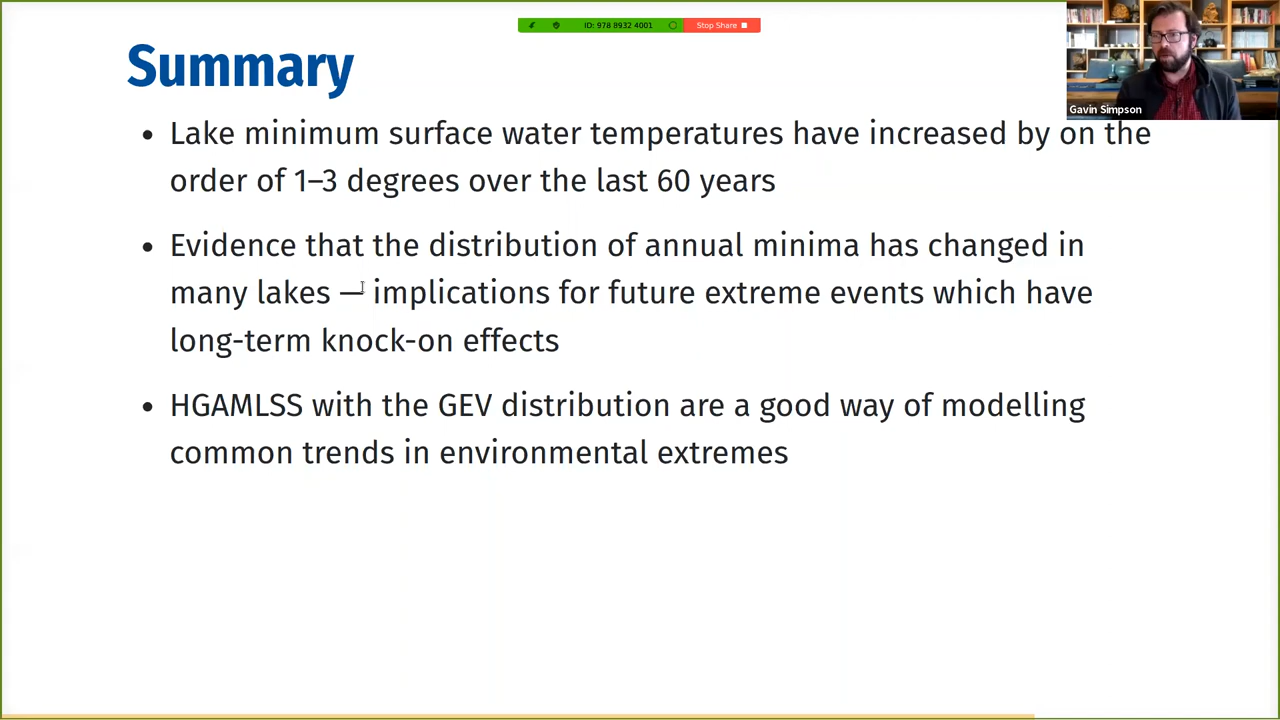 ID: 978 8932 4001
Stop Share
Gavin Simpson
Summary
• Lake minimum surface water temperatures have increased by on the
order of 1–3 degrees over the last 60 years
• Evidence that the distribution of annual minima has changed in
many lakes — implications for future extreme events which have
long-term knock-on effects
• HGAMLSS with the GEV distribution are a good way of modelling
common trends in environmental extremes